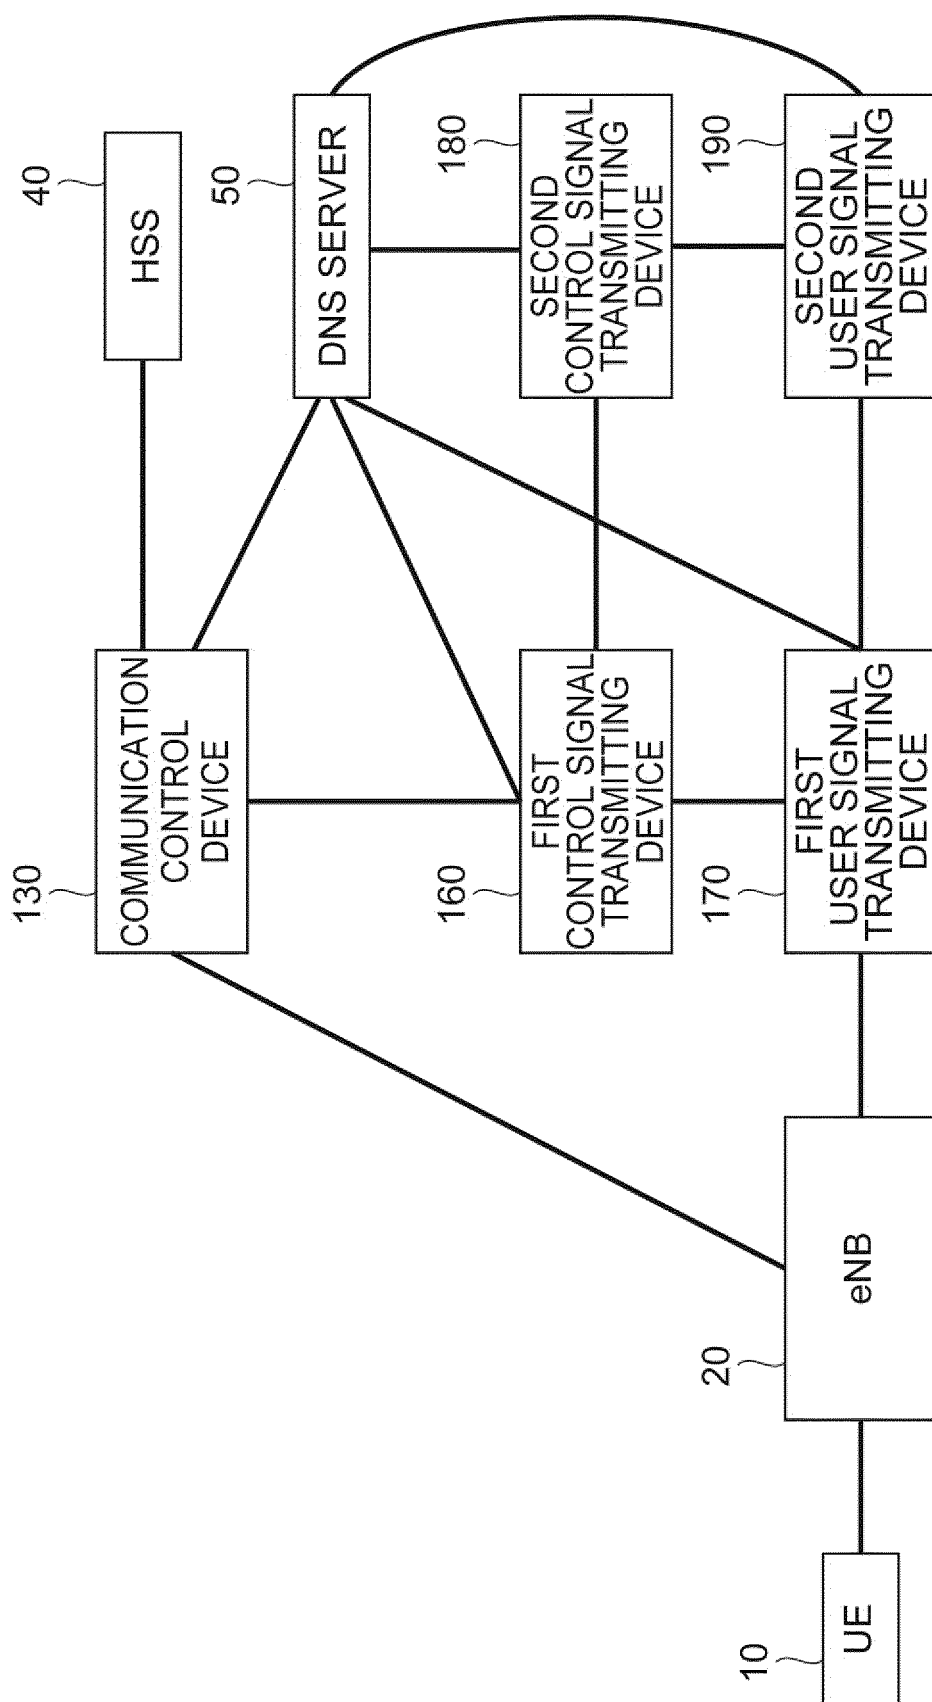 40
HSS
50
DNS SERVER
130
COMMUNICATION
CONTROL
DEVICE
160
FIRST
CONTROL SIGNAL
TRANSMITTING
DEVICE
180
SECOND
CONTROL SIGNAL
TRANSMITTING
DEVICE
10
UE
20
eNB
170
FIRST
USER SIGNAL
TRANSMITTING
DEVICE
190
SECOND
USER SIGNAL
TRANSMITTING
DEVICE